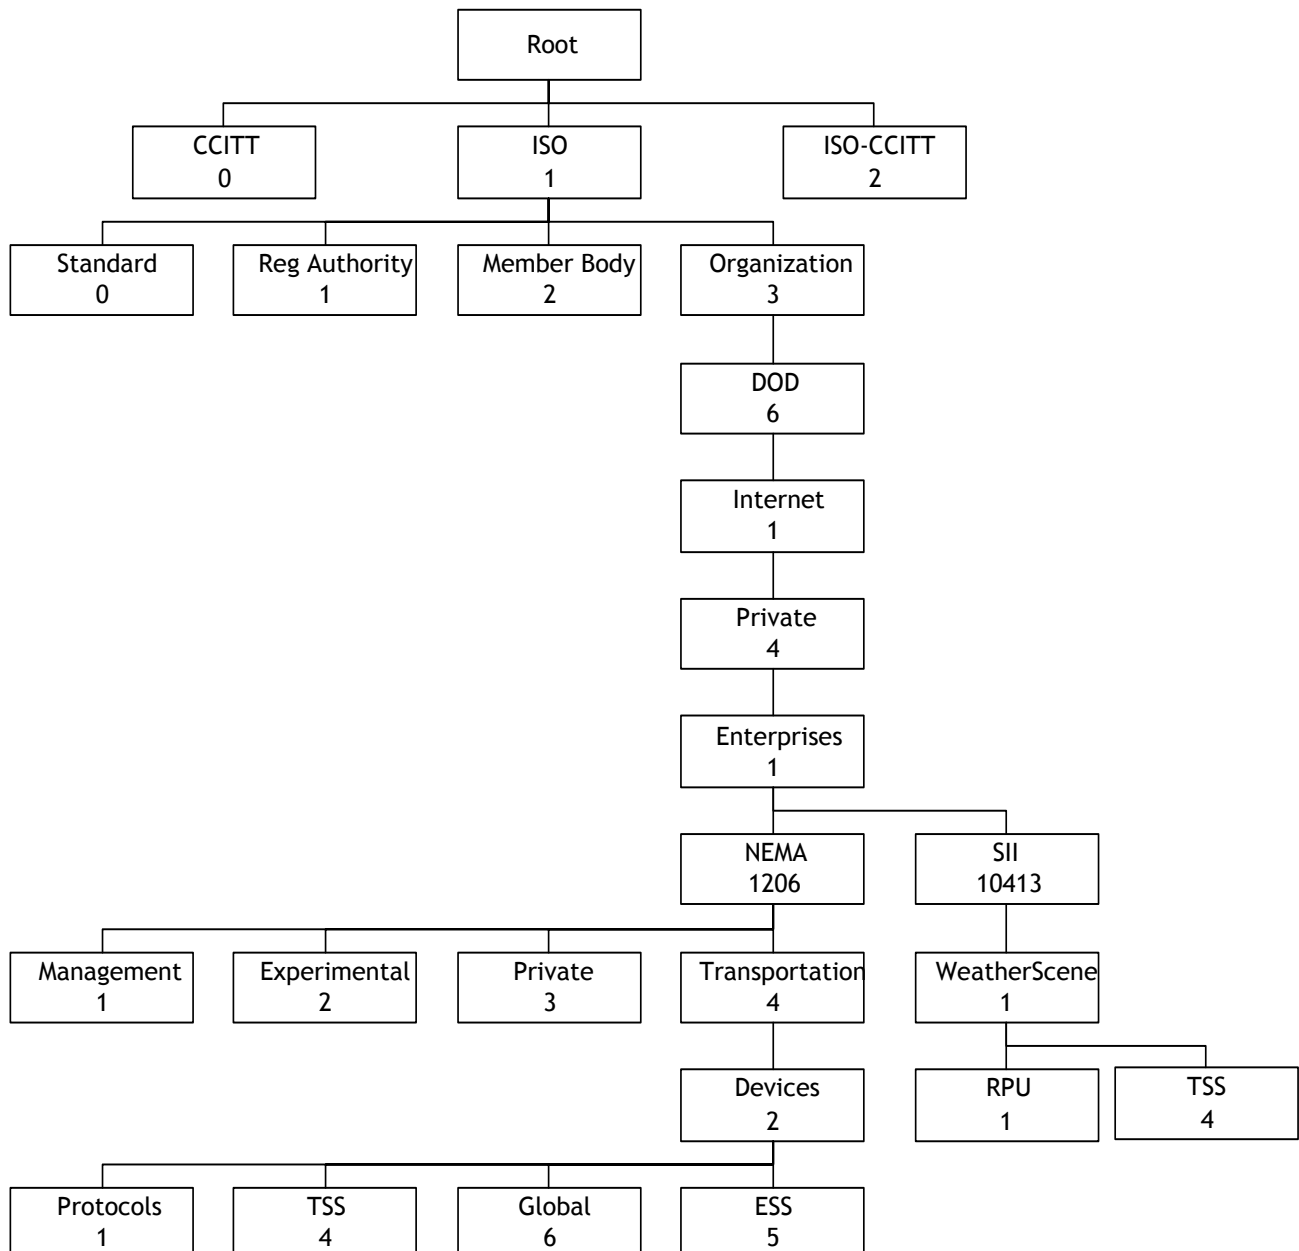 Root
CCITT
0
ISO
1
ISO-CCITT
2
Standard
0
Reg Authority
1
Member Body
2
Organization
3
DOD
6
Internet
1
Private
4
Enterprises
1
NEMA
1206
SII
10413
Management
1
Experimental
2
Private
3
Transportation
4
WeatherScene
1
Devices
2
RPU
1
TSS
4
Protocols
1
TSS
4
Global
6
ESS
5